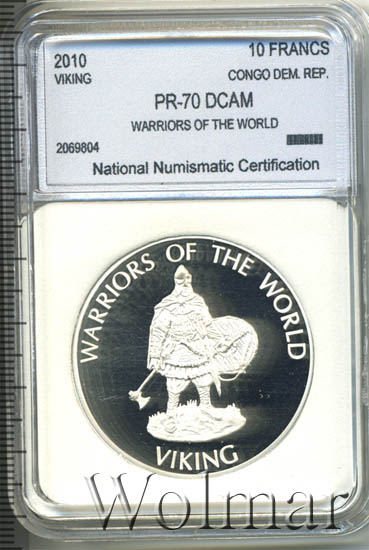 2010
10 FRANCS
VIKING
CONGO DEM. REP.
PR-70 DCAM
WARRIORS OF THE WORLD
2069804
National Numismatic Certification
WARRIORS OF THE WORLD
VIKING
Wolmar